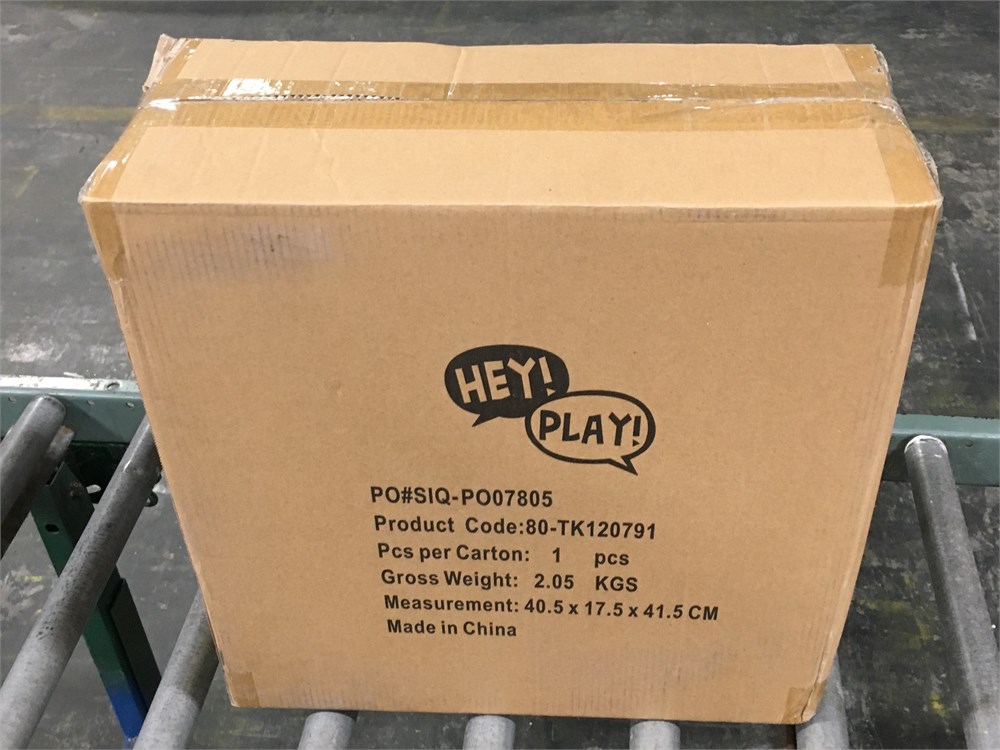 HEY!
PLAY!
PO#SIQ-PO07805
Product Code:80-TK120791
Pcs per Carton: 1 pcs
Gross Weight: 2.05 KGS
Measurement: 40.5 x 17.5 x 41.5 CM
Made in China